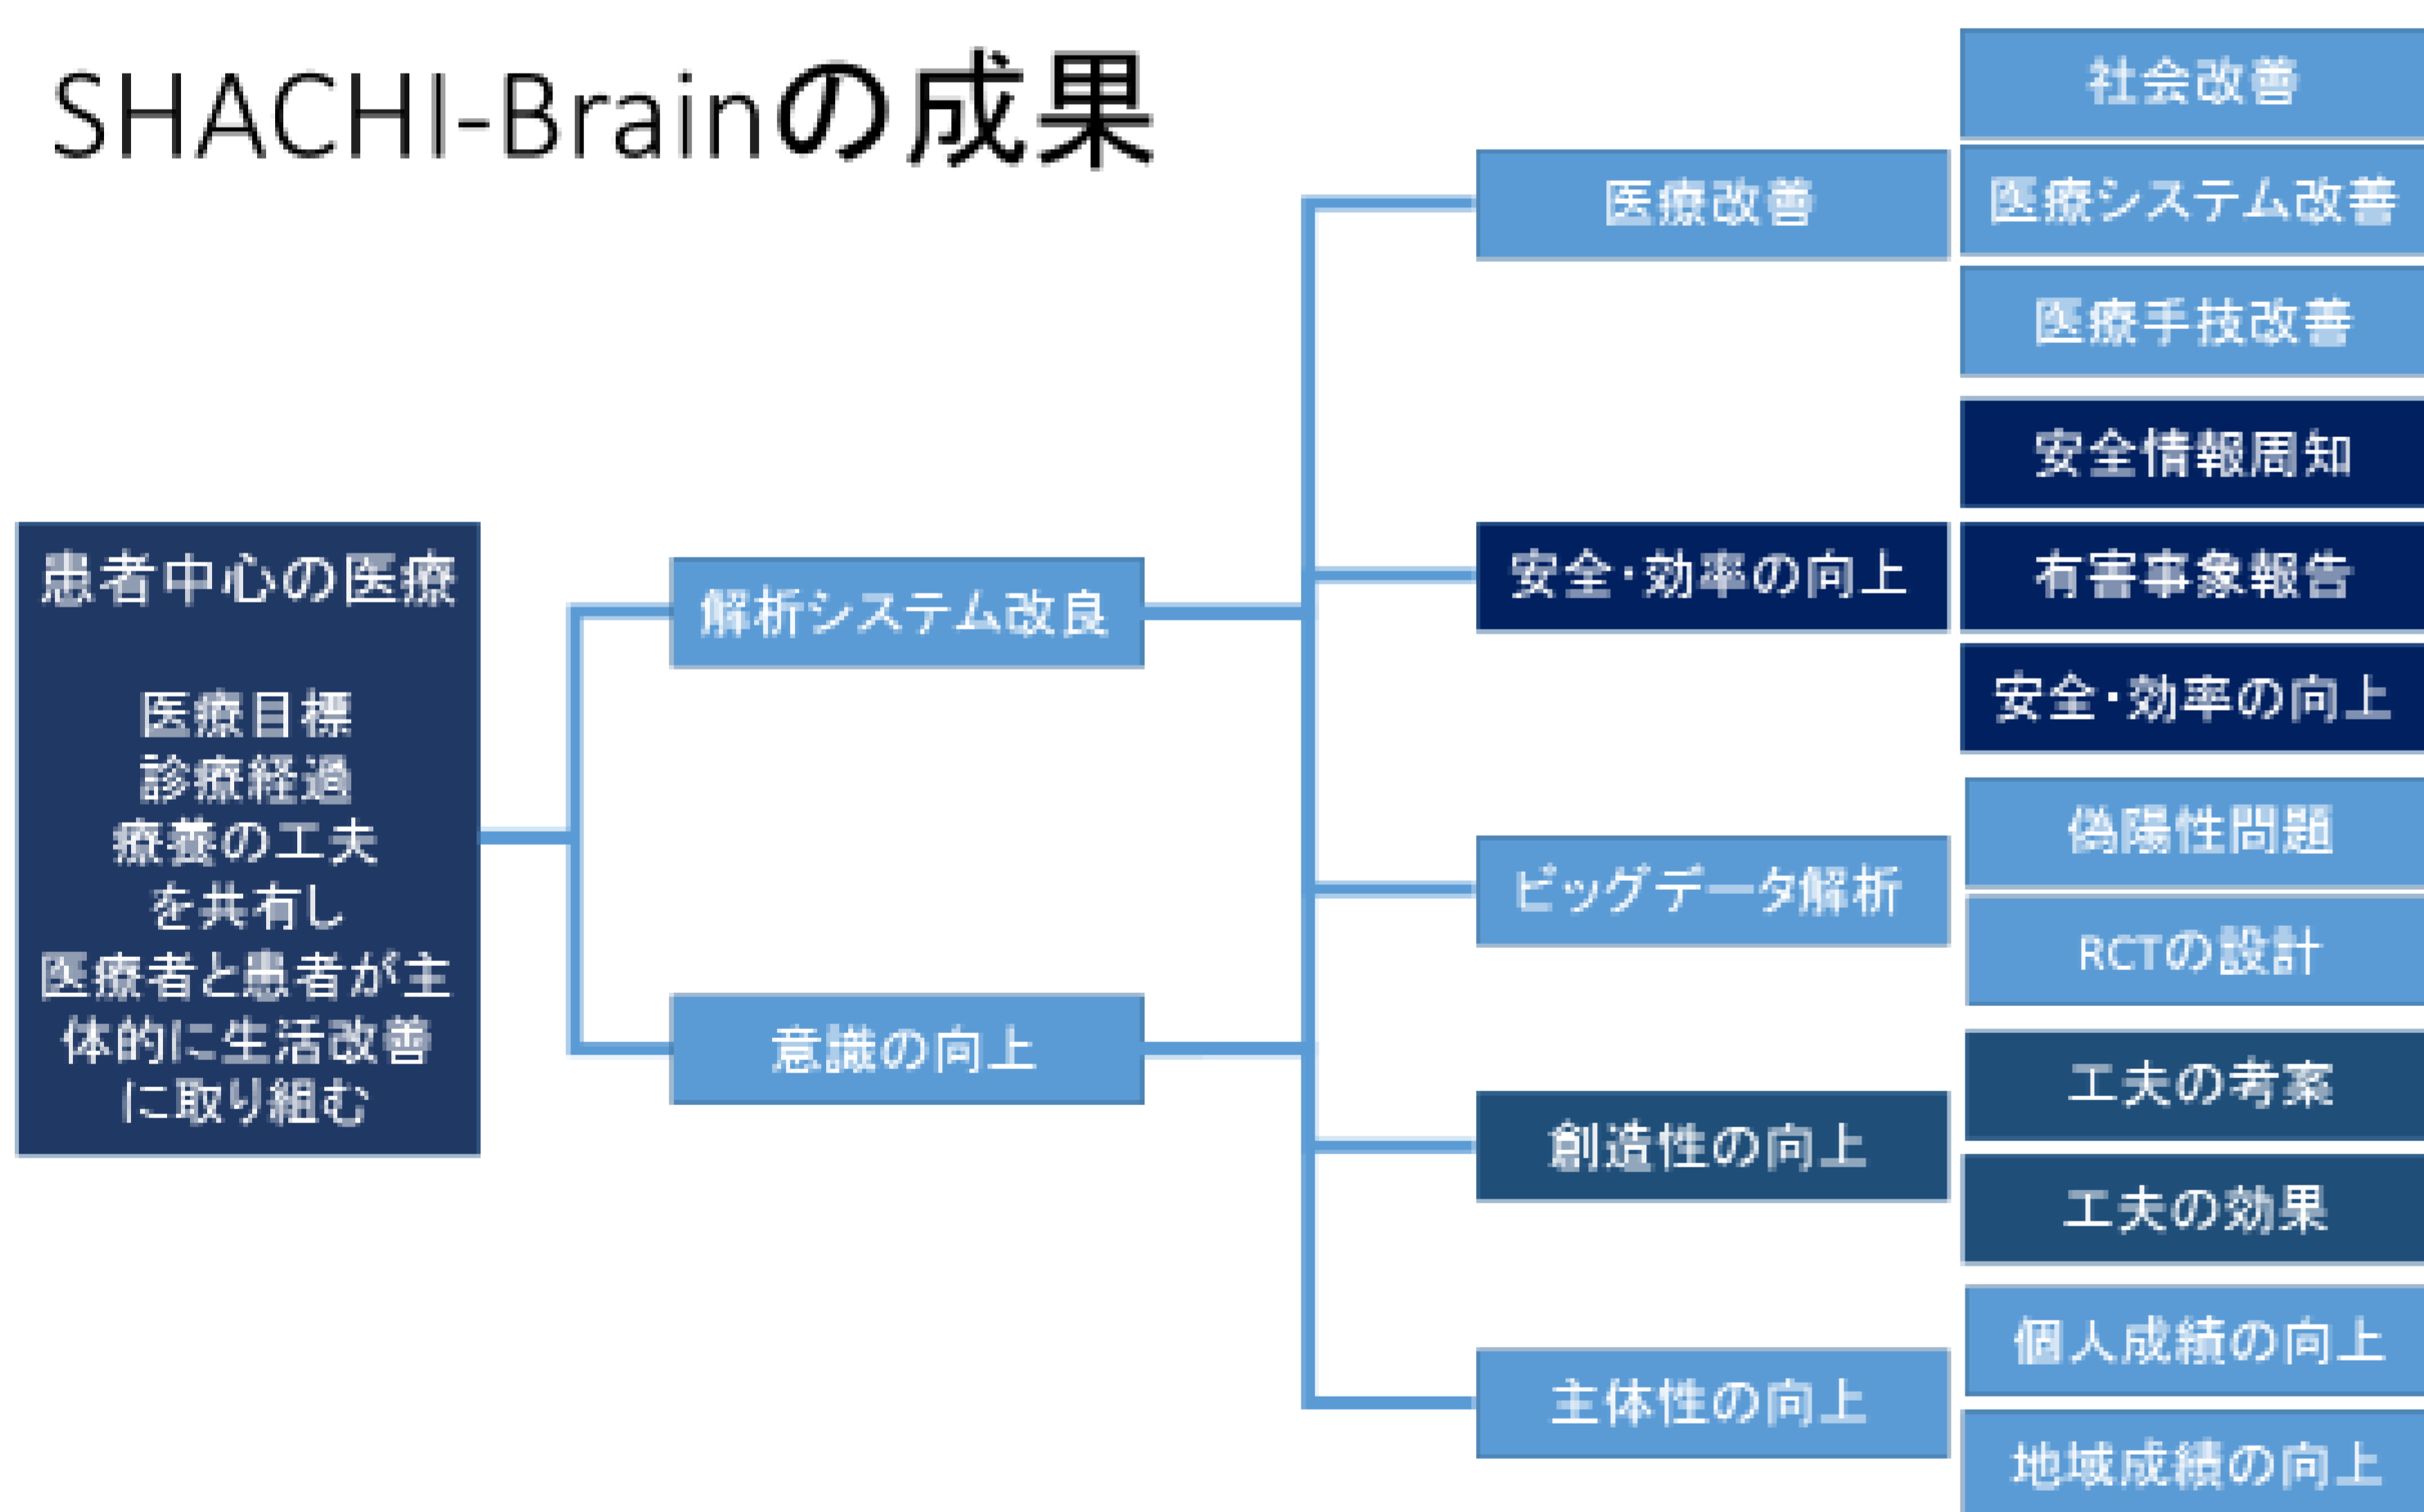 SHACHI-Brainの成果
患者中心の医療
医療目標
診療経過
療養の工夫
を共有し
医療者と患者が主
体的に生活改善
に取り組む
解析システム改良
意識の向上
医療改善
社会改善
医療システム改善
医療手技改善
安全・効率の向上
安全情報周知
有害事象報告
安全・効率の向上
ビッグデータ解析
偽陽性問題
RCTの設計
創造性の向上
工夫の考案
工夫の効果
主体性の向上
個人成績の向上
地域成績の向上